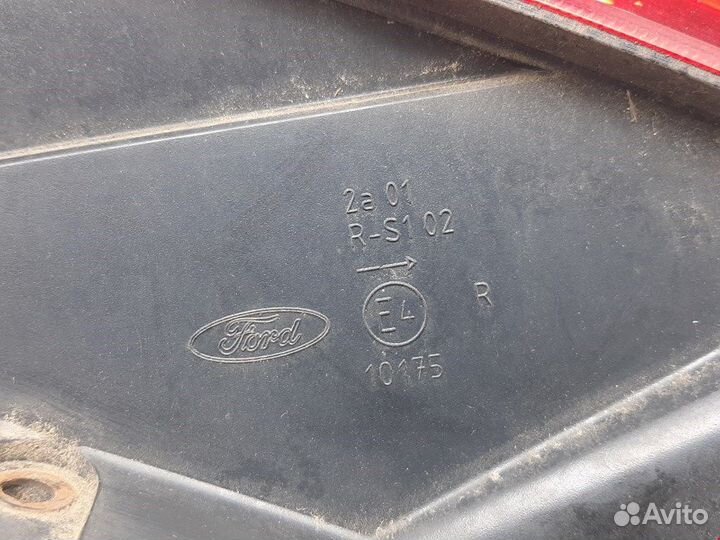 2a 01
R-S1 02
→
E4
R
Ford
10175
Avito